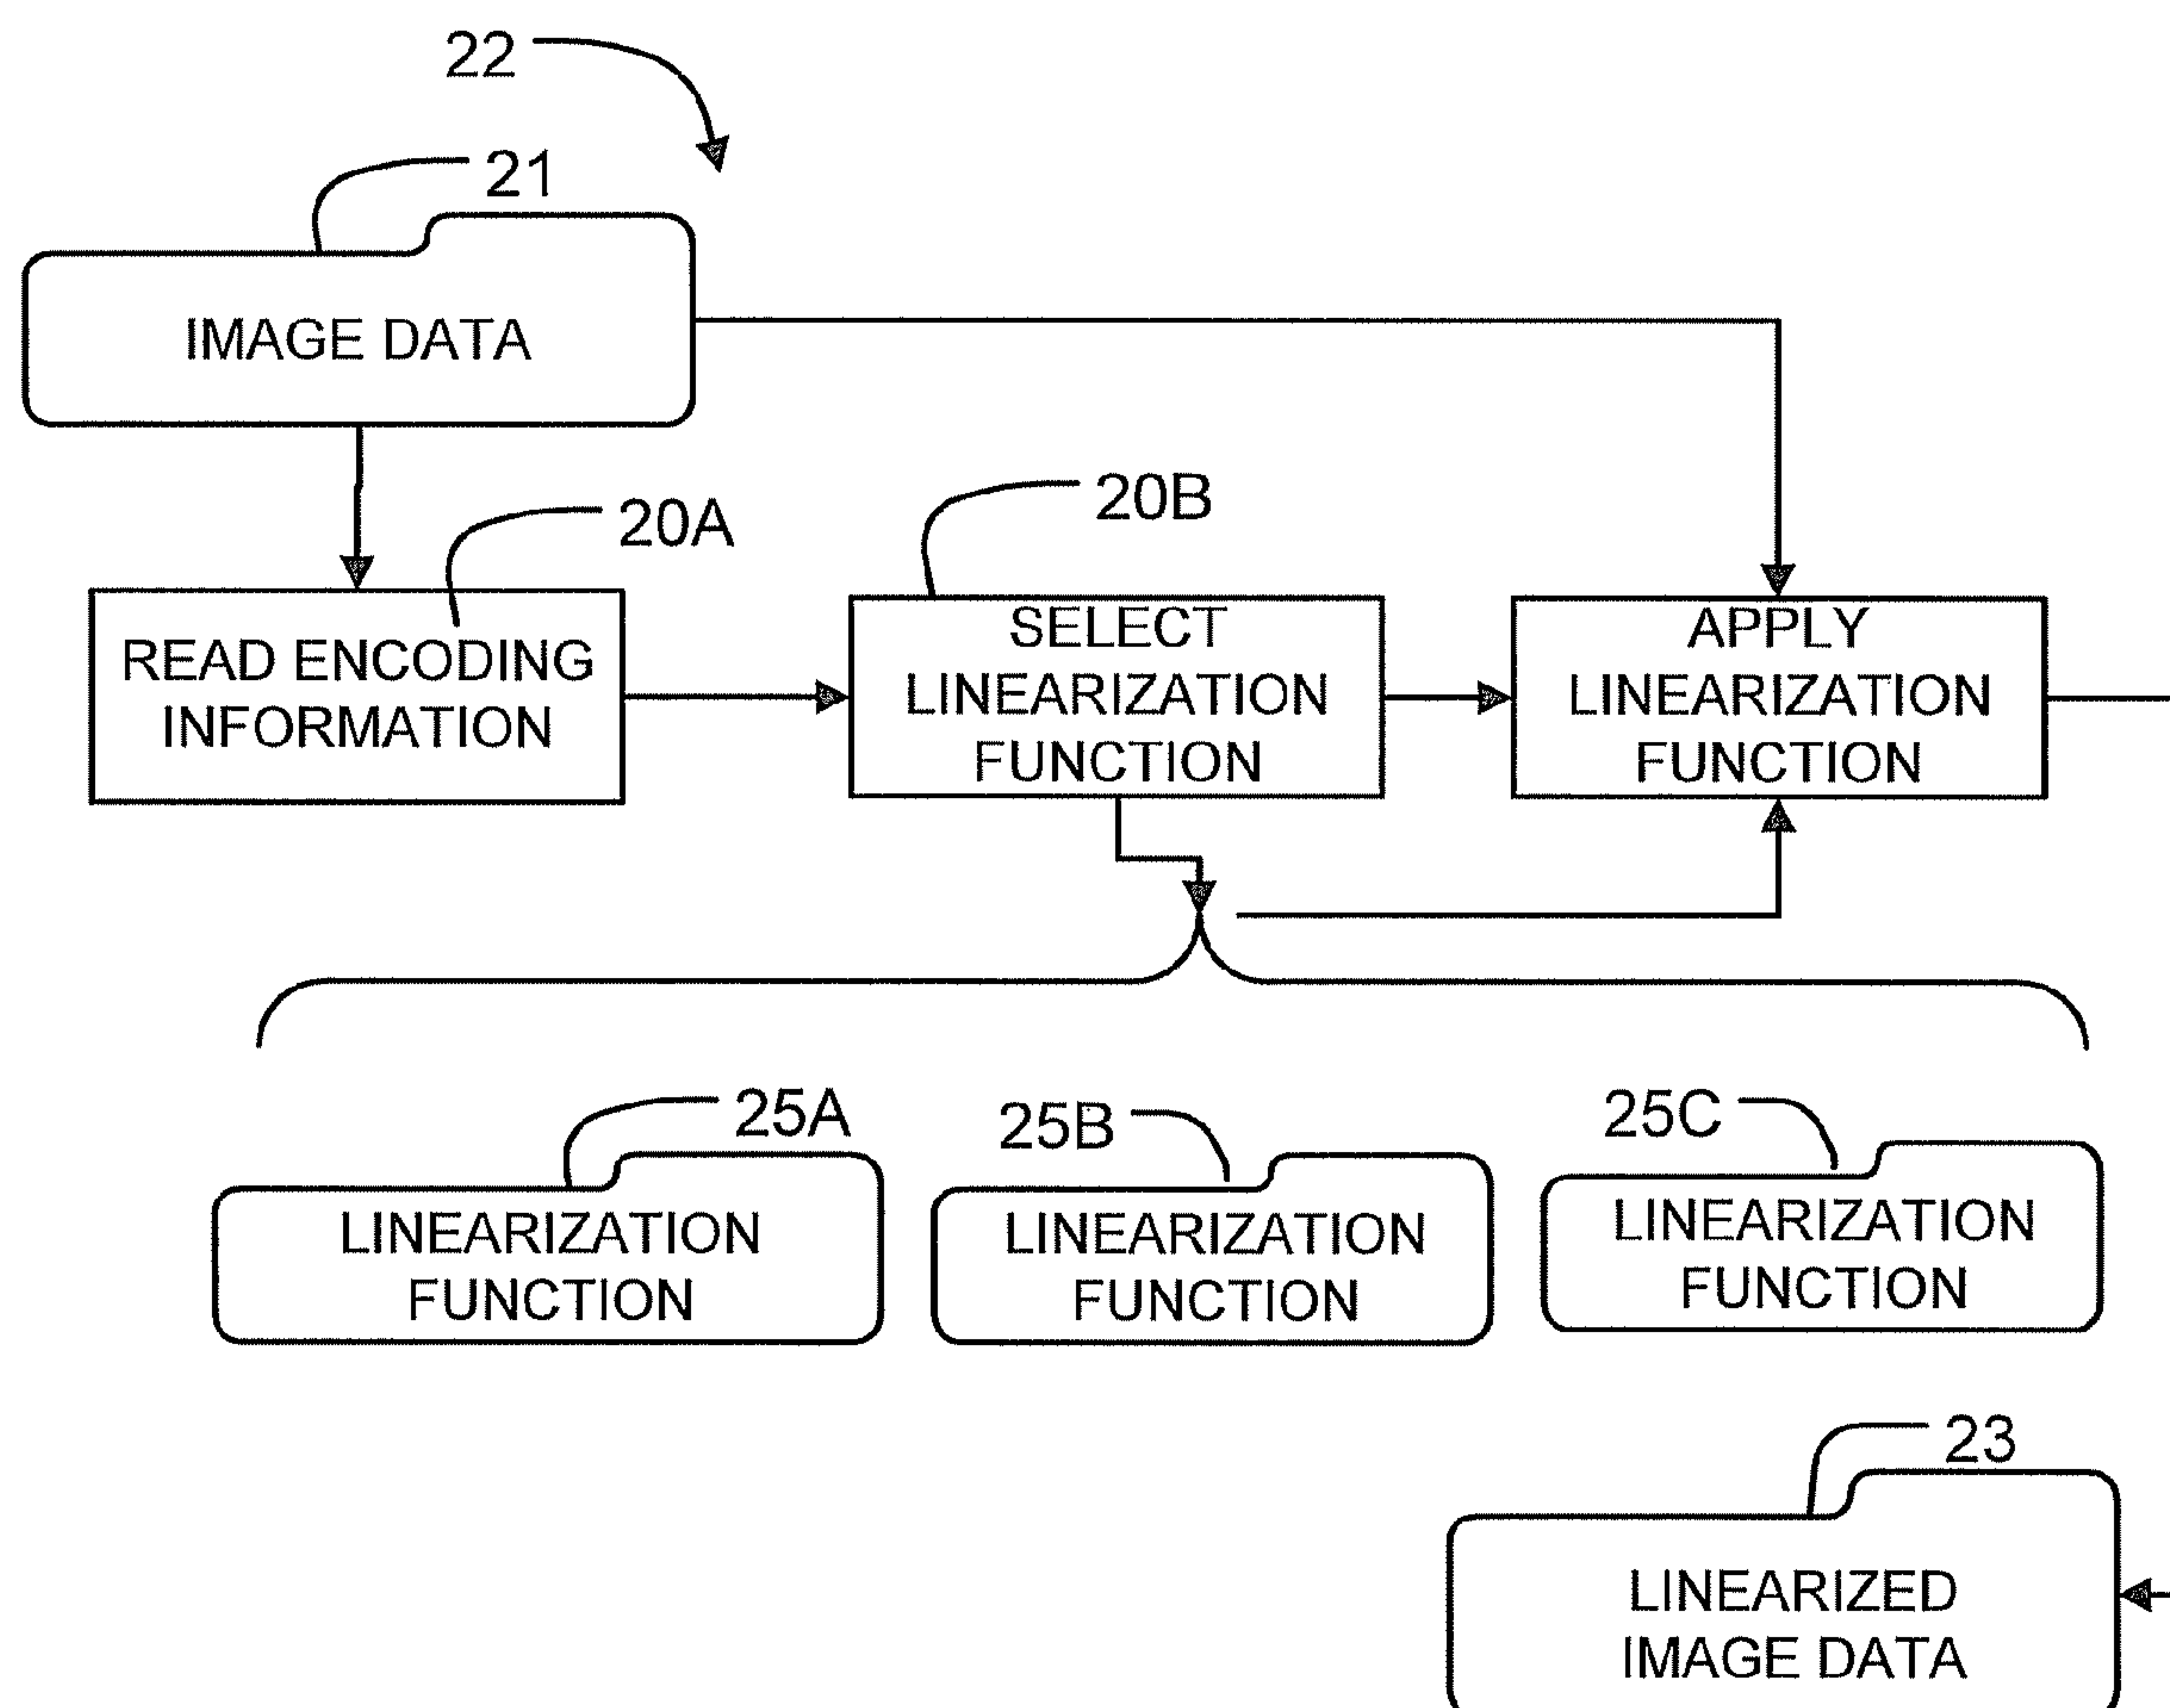 22
21
IMAGE DATA
20A
20B
READ ENCODING
INFORMATION
SELECT
LINEARIZATION
FUNCTION
APPLY
LINEARIZATION
FUNCTION
25A
25B
25C
LINEARIZATION
FUNCTION
LINEARIZATION
FUNCTION
LINEARIZATION
FUNCTION
23
LINEARIZED
IMAGE DATA